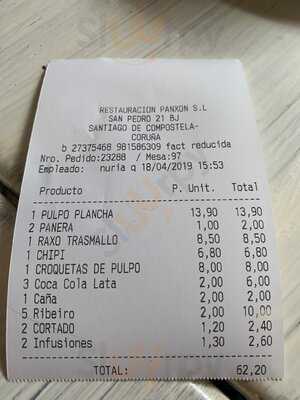 RESTAURACION PANXON S.L
SAN PEDRO 21 BJ
SANTIAGO DE COMPOSTELA-
CORUÑA
b 27375468 981586309 fact reducida
Nro. Pedido:23288 / Mesa:97
Empleado: nuria g 18/04/2019 15:53
Producto P. Unit. Total
1 PULPO PLANCHA 13,90 13,90
2 PANERA 1,00 2,00
1 RAXO TRASMALLO 8,50 8,50
1 CHIPI 6,80 6,80
1 CROQUETAS DE PULPO 8,00 8,00
3 Coca Cola Lata 2,00 6,00
1 Caña 2,00 2,00
5 Ribeiro 2,00 10,00
2 CORTADO 1,20 2,40
2 Infusiones 1,30 2,60
TOTAL: 62,20